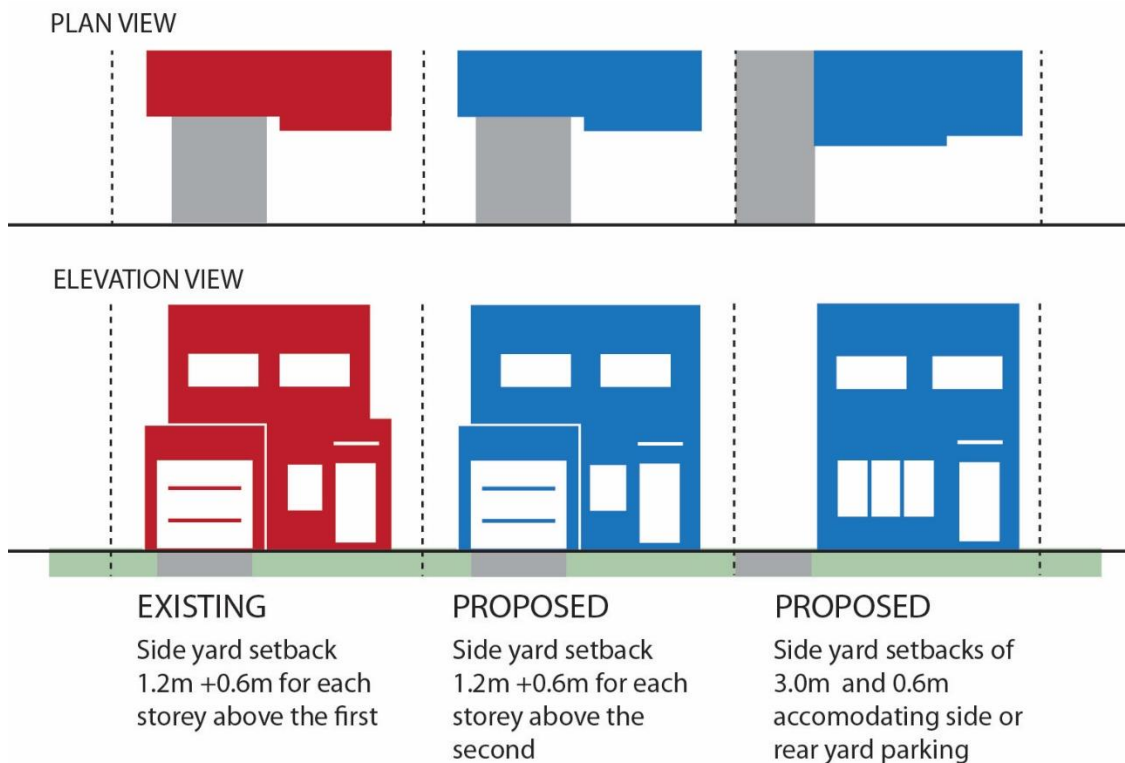 PLAN VIEW
ELEVATION VIEW
EXISTING
Side yard setback
1.2m +0.6m for each
storey above the first
PROPOSED
Side yard setback
1.2m +0.6m for each
storey above the
second
PROPOSED
Side yard setbacks of
3.0m and 0.6m
accomodating side or
rear yard parking